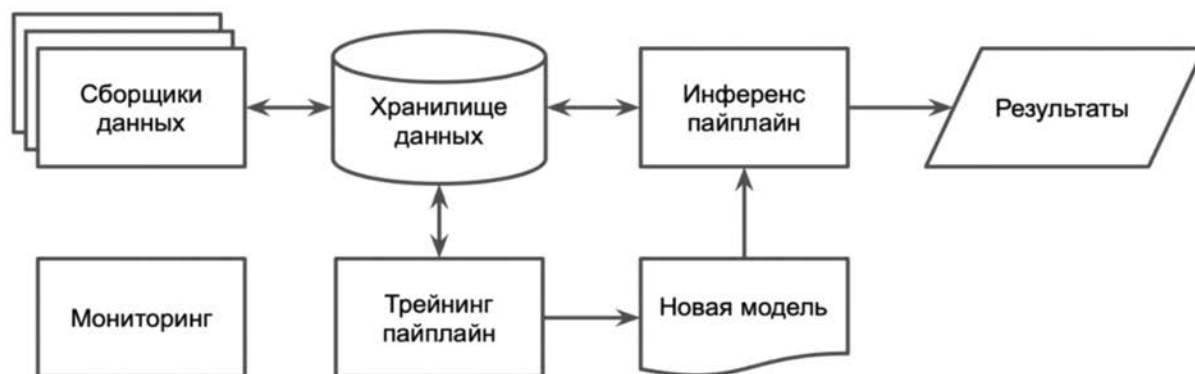 Сборщики
данных
Хранилище
данных
Инференс
пайплайн
Результаты
Мониторинг
Трейнинг
пайплайн
Новая модель